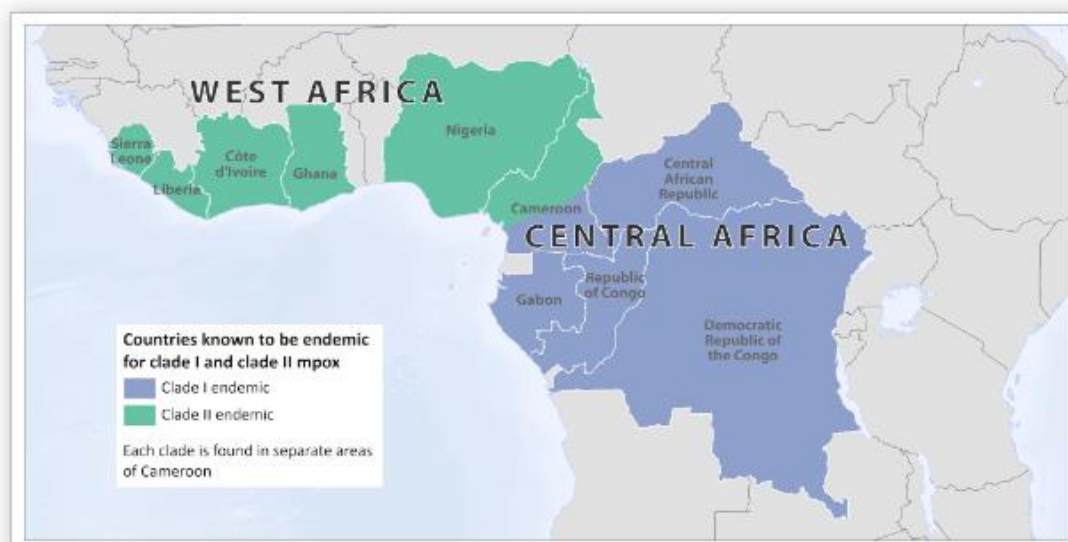 WEST AFRICA
Nigeria
Sierra
Leone
Côte
d'Ivoire
Ghana
Liberia
Central
African
Republic
Cameroon
CENTRAL AFRICA
Republic
of Congo
Gabon
Democratic
Republic of
the Congo
Countries known to be endemic
for clade I and clade II mpox
Clade I endemic
Clade II endemic
Each clade is found in separate areas
of Cameroon